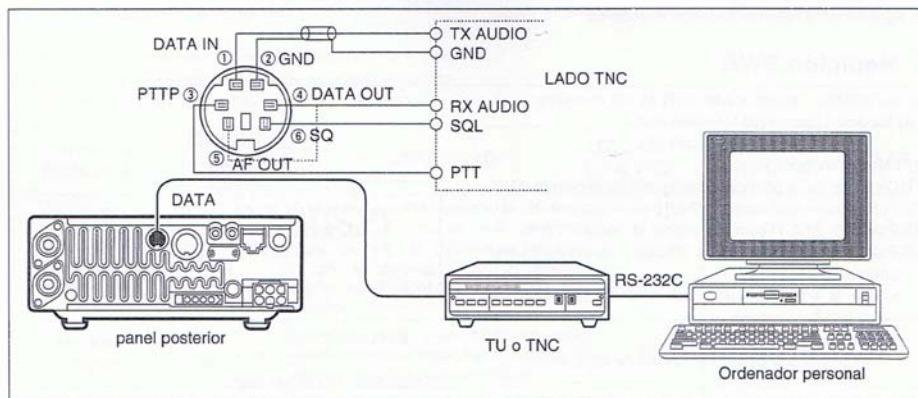 TX AUDIO
DATA IN
① ② GND
GND
LADO TNC
PTTP ③
④ DATA OUT
RX AUDIO
⑥ SQ
SQL
⑤
AF OUT
PTT
DATA
RS-232C
panel posterior
TU o TNC
Ordenador personal